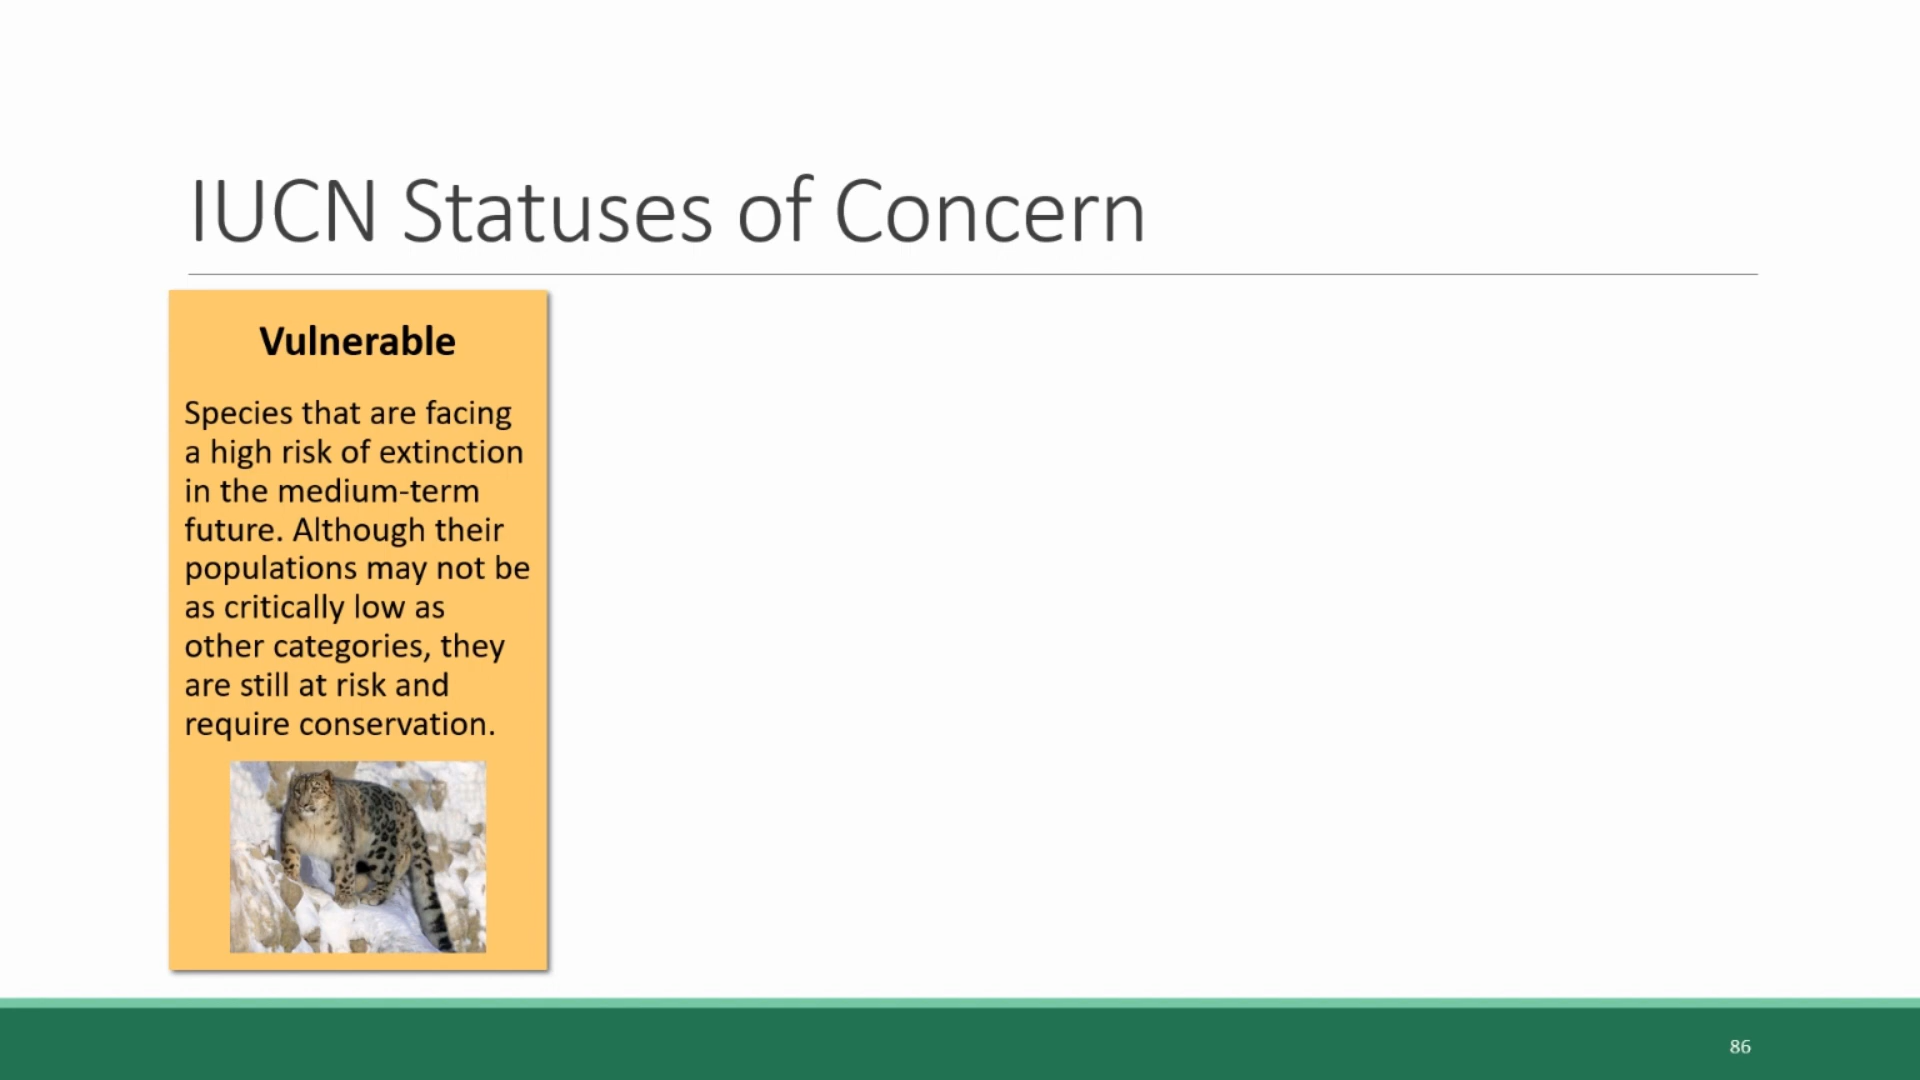 IUCN Statuses of Concern
Vulnerable
Species that are facing
a high risk of extinction
in the medium-term
future. Although their
populations may not be
as critically low as
other categories, they
are still at risk and
require conservation.
86